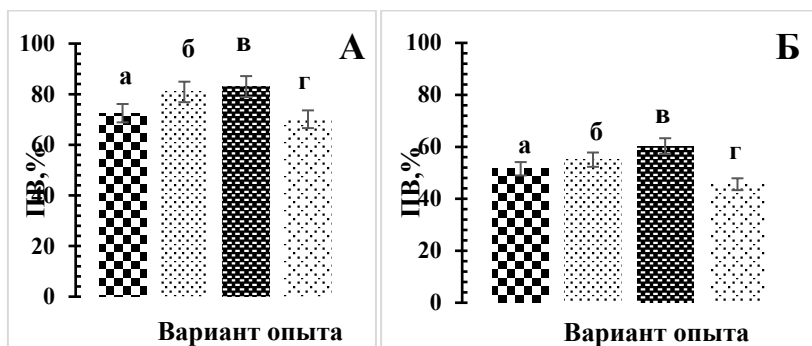 А
100
80
60
40
20
0
ПВ,%
а
б
в
г
Вариант опыта
Б
100
80
60
40
20
0
ПВ,%
а
б
в
г
Вариант опыта